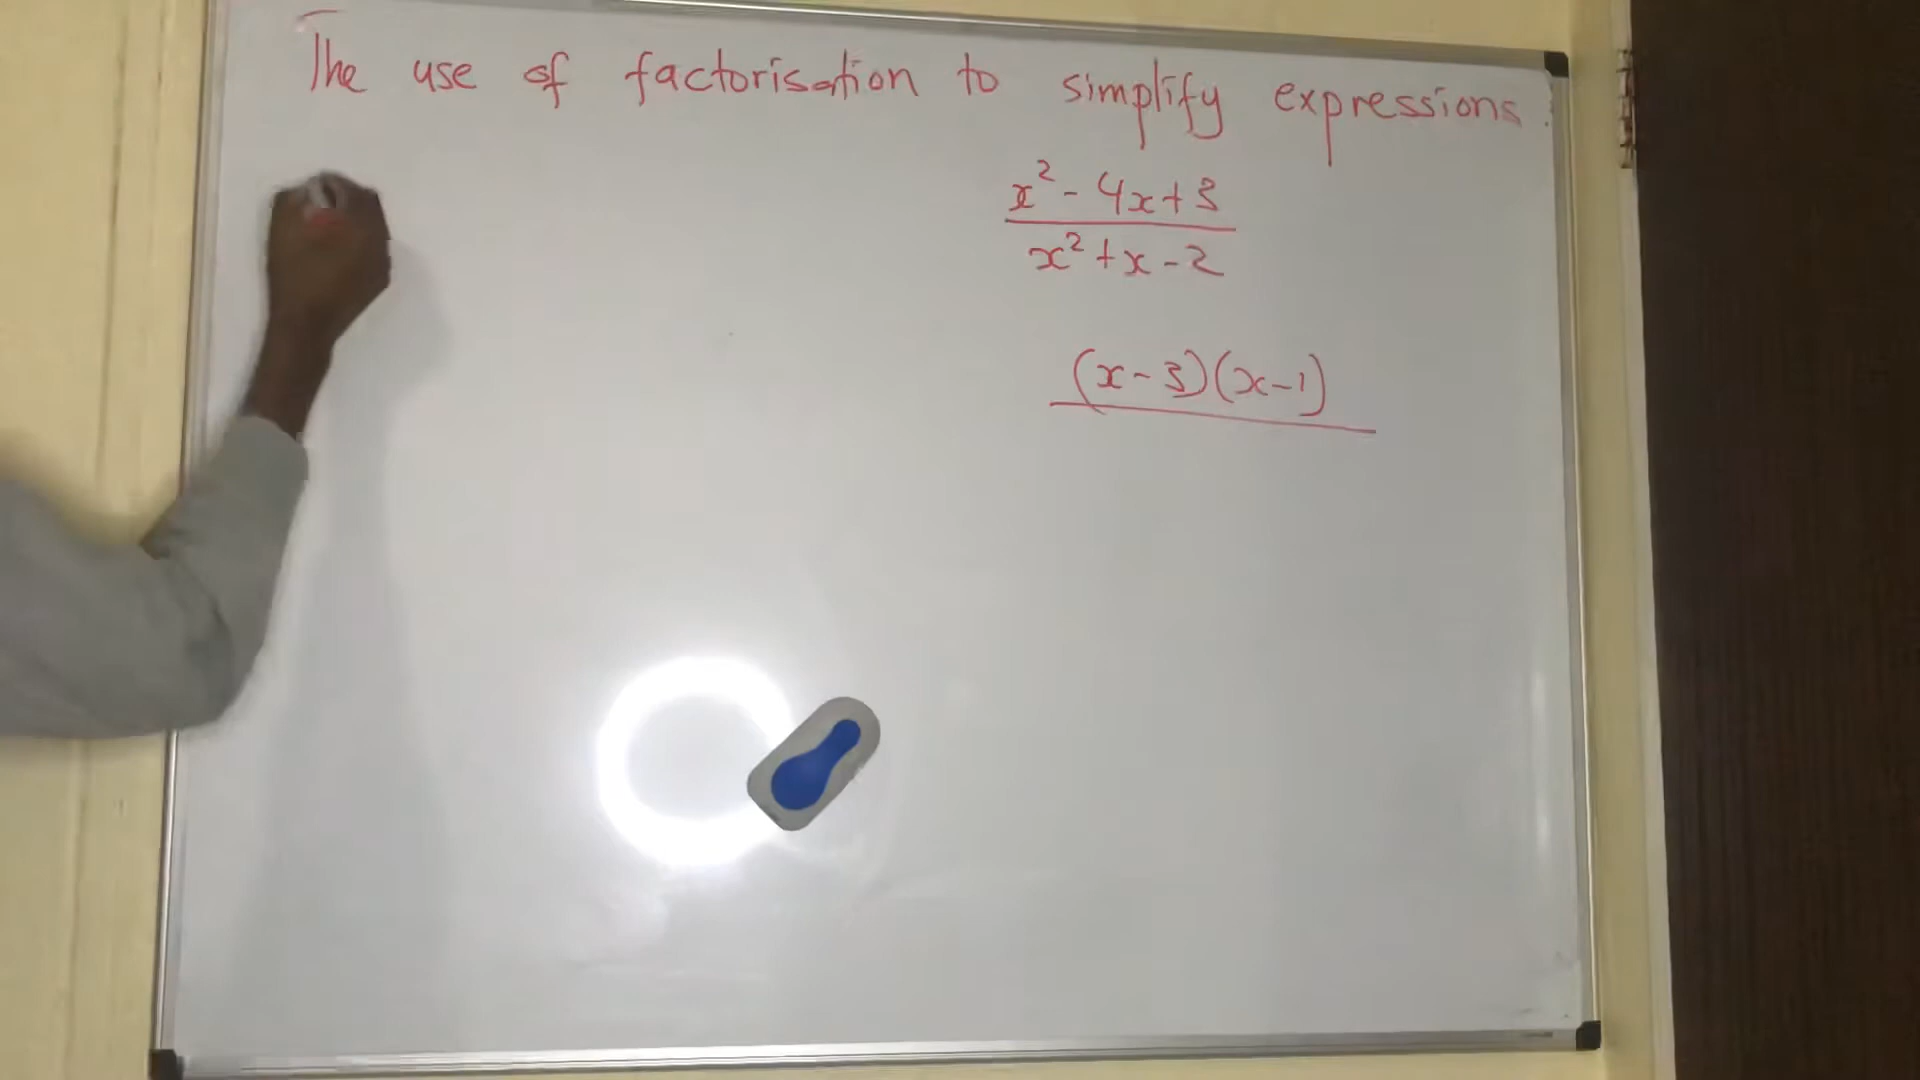 The use of factorisation to simplify expressions.
x² - 4x + 3
x² + x - 2
(x - 3)(x - 1)